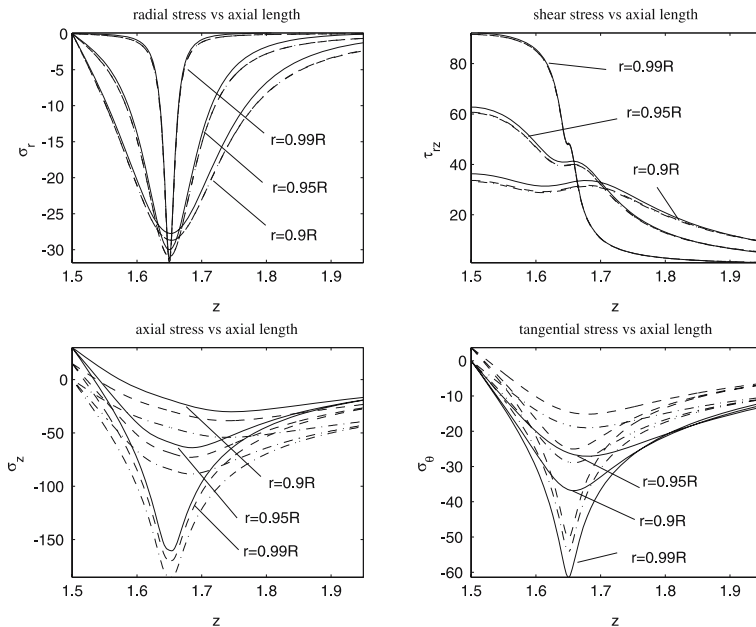 radial stress vs axial length
0
-5
-10
-15
-20
-25
-30
σr
r=0.99R
r=0.95R
r=0.9R
1.5 1.6 1.7 1.8 1.9
z
shear stress vs axial length
80
60
40
20
τrz
r=0.99R
r=0.95R
r=0.9R
1.5 1.6 1.7 1.8 1.9
z
axial stress vs axial length
0
-50
-100
-150
σz
r=0.9R
r=0.95R
r=0.99R
1.5 1.6 1.7 1.8 1.9
z
tangential stress vs axial length
0
-10
-20
-30
-40
-50
-60
σθ
r=0.95R
r=0.9R
r=0.99R
1.5 1.6 1.7 1.8 1.9
z